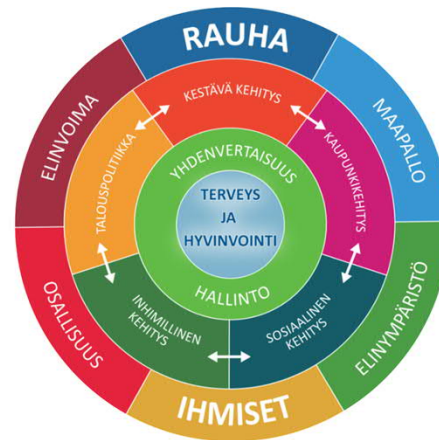 RAUHA
MAAPALLO
ELINYMPÄRISTÖ
IHMISET
OSALLISUUS
ELINVOIMA
KESTÄVÄ KEHITYS
KAUPUNKIKEHITYS
SOSIAALINEN
KEHITYS
INHIMILLINEN
KEHITYS
TALOUSPOLITIIKKA
YHDENVERTAISUUS
HALLINTO
TERVEYS
JA
HYVINVOINTI